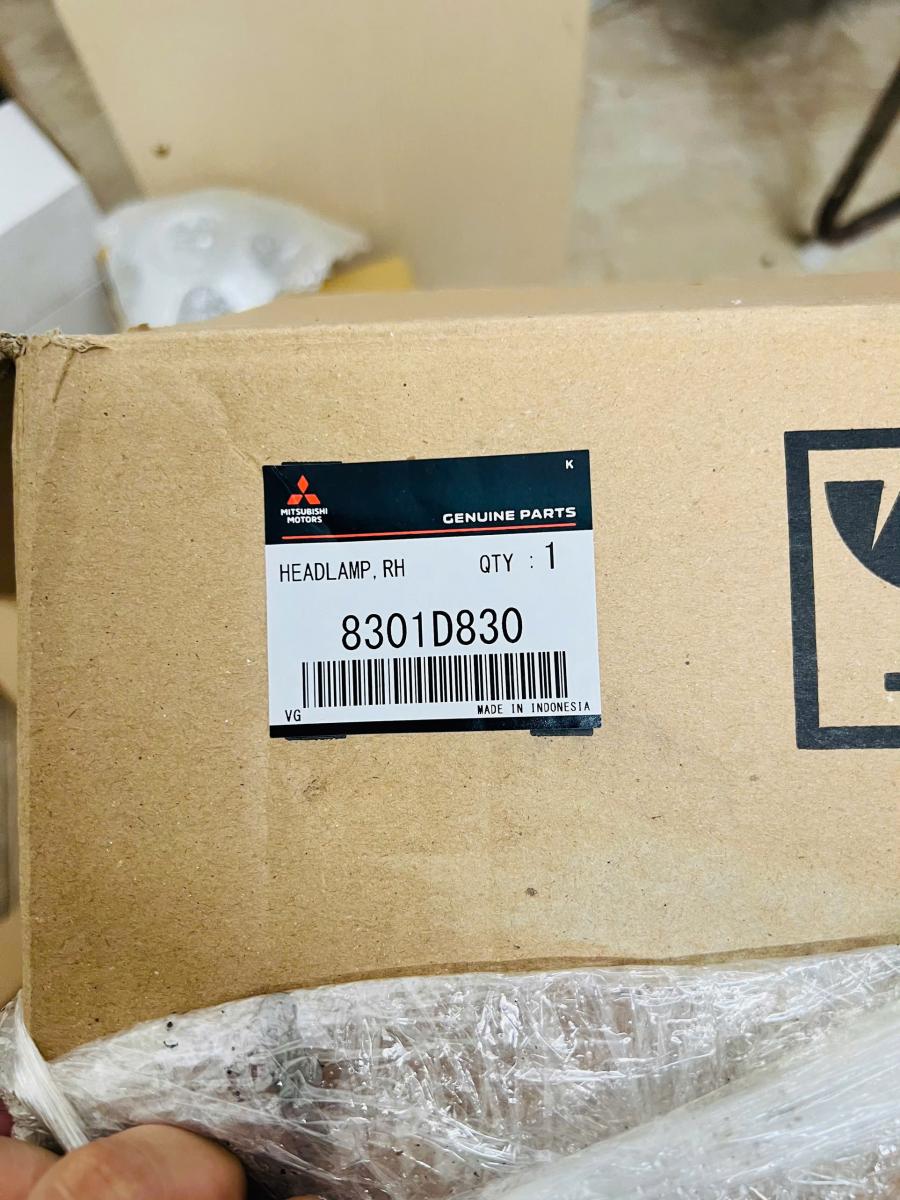 K
MITSUBISHI
MOTORS
GENUINE PARTS
HEADLAMP, RH QTY : 1
8301D830
VG MADE IN INDONESIA